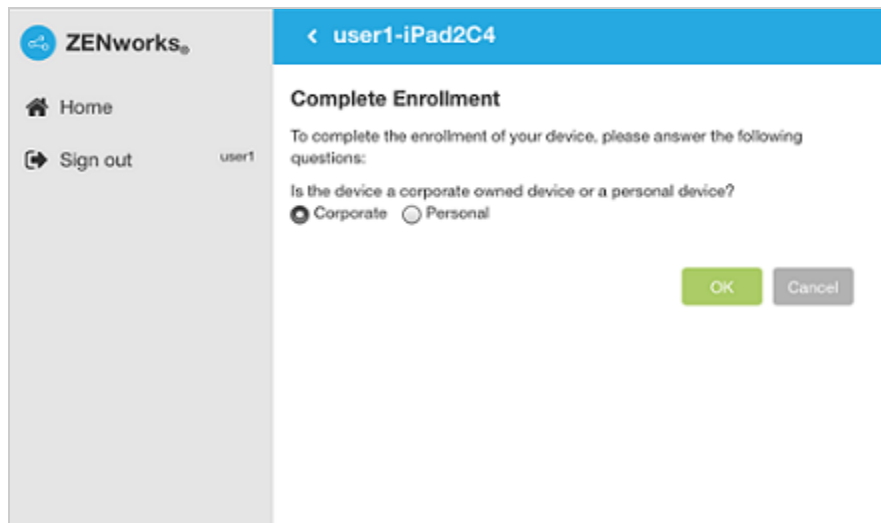 ZENworks®
Home
Sign out user1
user1-iPad2C4
Complete Enrollment
To complete the enrollment of your device, please answer the following
questions:
Is the device a corporate owned device or a personal device?
Corporate Personal
OK Cancel